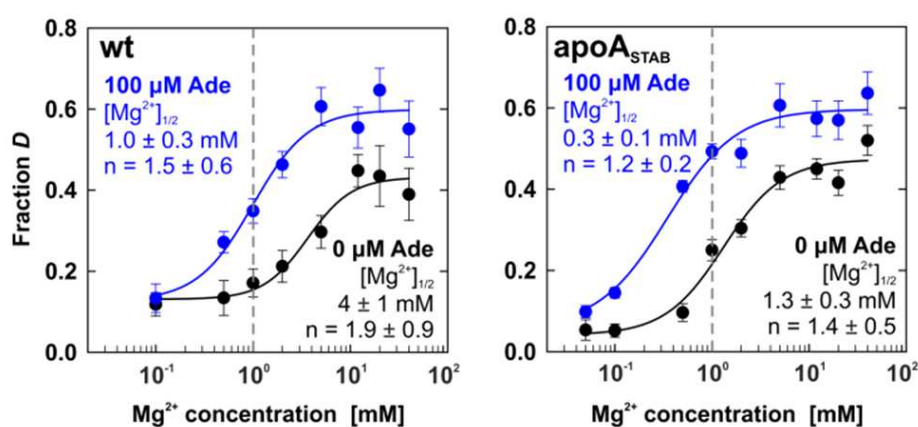 wt
100 µM Ade
[Mg²⁺]₁/₂
1.0 ± 0.3 mM
n = 1.5 ± 0.6
0 µM Ade
[Mg²⁺]₁/₂
4 ± 1 mM
n = 1.9 ± 0.9
Fraction D
0.8
0.6
0.4
0.2
0.0
10⁻¹ 10⁰ 10¹ 10²
Mg²⁺ concentration [mM]
apoA_STAB
100 µM Ade
[Mg²⁺]₁/₂
0.3 ± 0.1 mM
n = 1.2 ± 0.2
0 µM Ade
[Mg²⁺]₁/₂
1.3 ± 0.3 mM
n = 1.4 ± 0.5
0.8
0.6
0.4
0.2
0.0
10⁻¹ 10⁰ 10¹ 10²
Mg²⁺ concentration [mM]